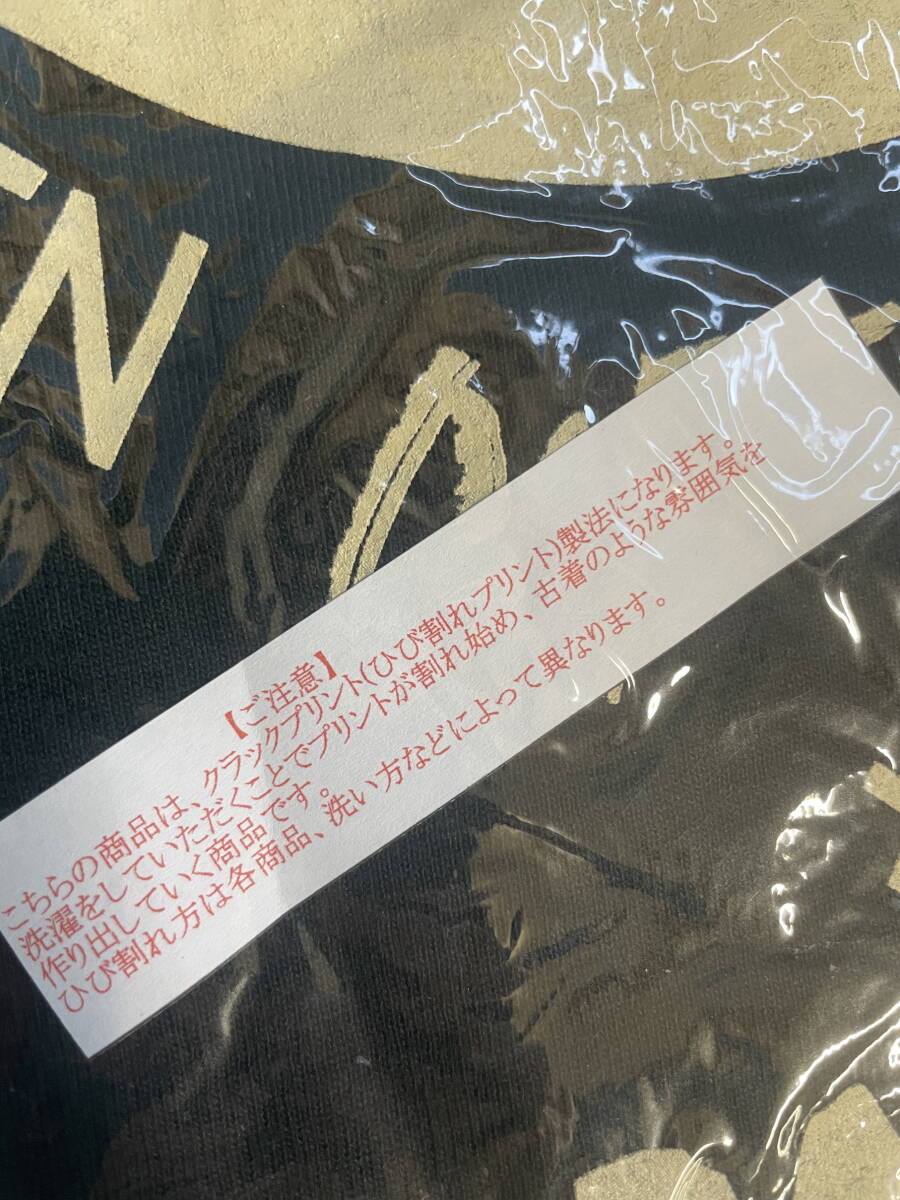 N
【ご注意】
こちらの商品は、クラックプリント(ひび割れプリント)製法になります。
洗濯をしていただくことでプリントが割れ始め、古着のような雰囲気を
作り出していく商品です。
ひび割れ方は各商品、洗い方などによって異なります。